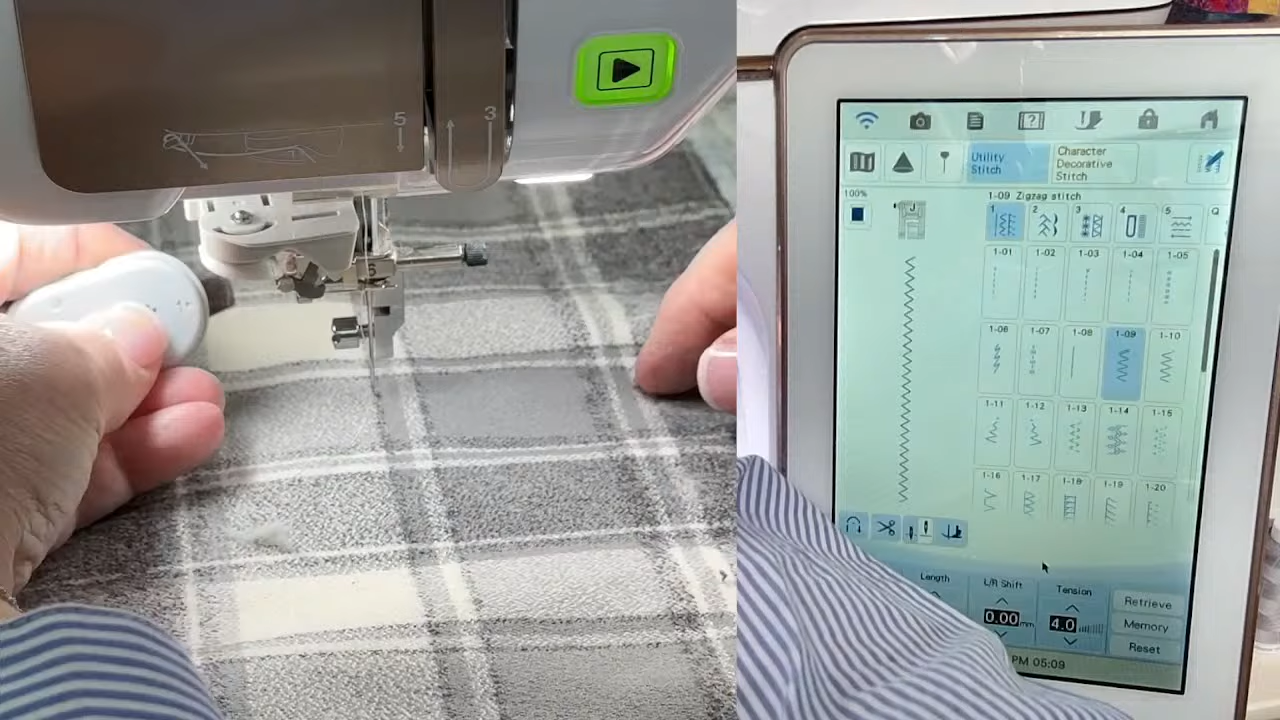 5
3
6
Utility
Stitch
Character
Decorative
Stitch
100%
1-09 Zigzag stitch
J
1
2
3
4
5
1-01
1-02
1-03
1-04
1-05
1-06
1-07
1-08
1-09
1-10
1-11
1-12
1-13
1-14
1-15
1-16
1-17
1-18
1-19
1-20
Length
L/R Shift
Tension
0.00mm
4.0
Retrieve
Memory
Reset
PM 05:09